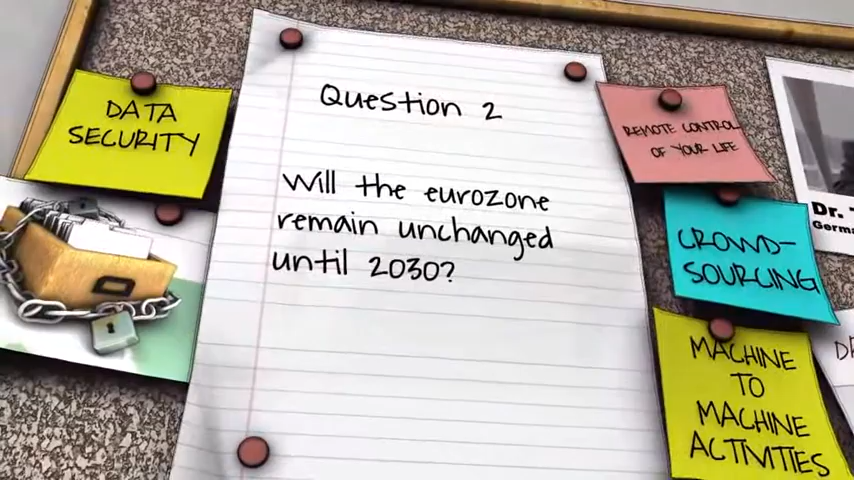 DATA
SECURITY
Question 2
Will the eurozone
remain unchanged
until 2030?
REMOTE CONTROL
OF YOUR LIFE
CROWD-
SOURCING
MACHINE
TO
MACHINE
ACTIVITIES
Dr.